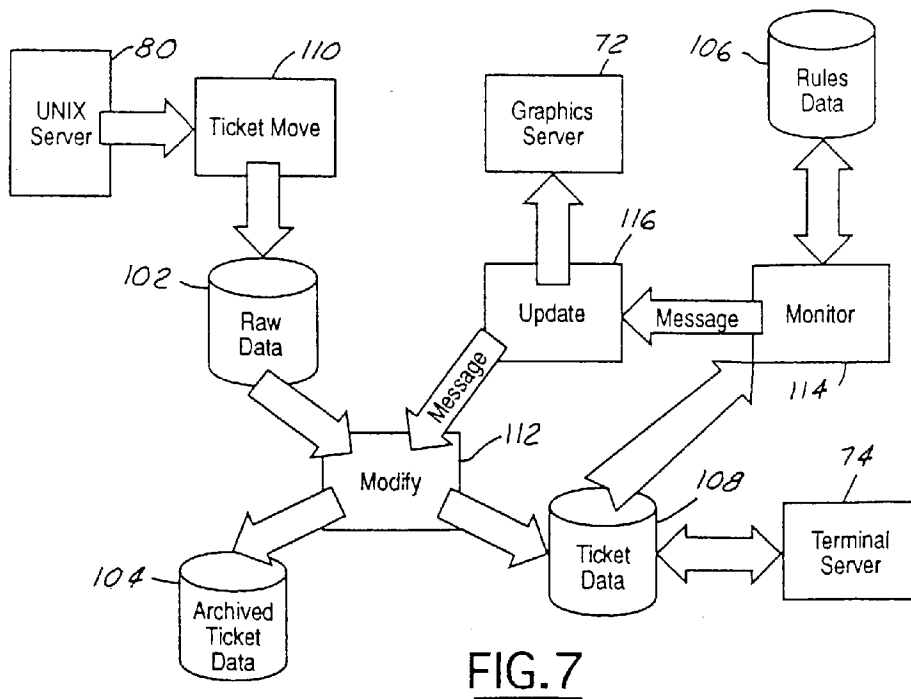 80
110
72
106
UNIX
Server
Ticket Move
Graphics
Server
Rules
Data
102
116
Raw
Data
Update
Message
Monitor
Message
114
112
Modify
108
74
104
Ticket
Data
Terminal
Server
Archived
Ticket
Data
FIG.7